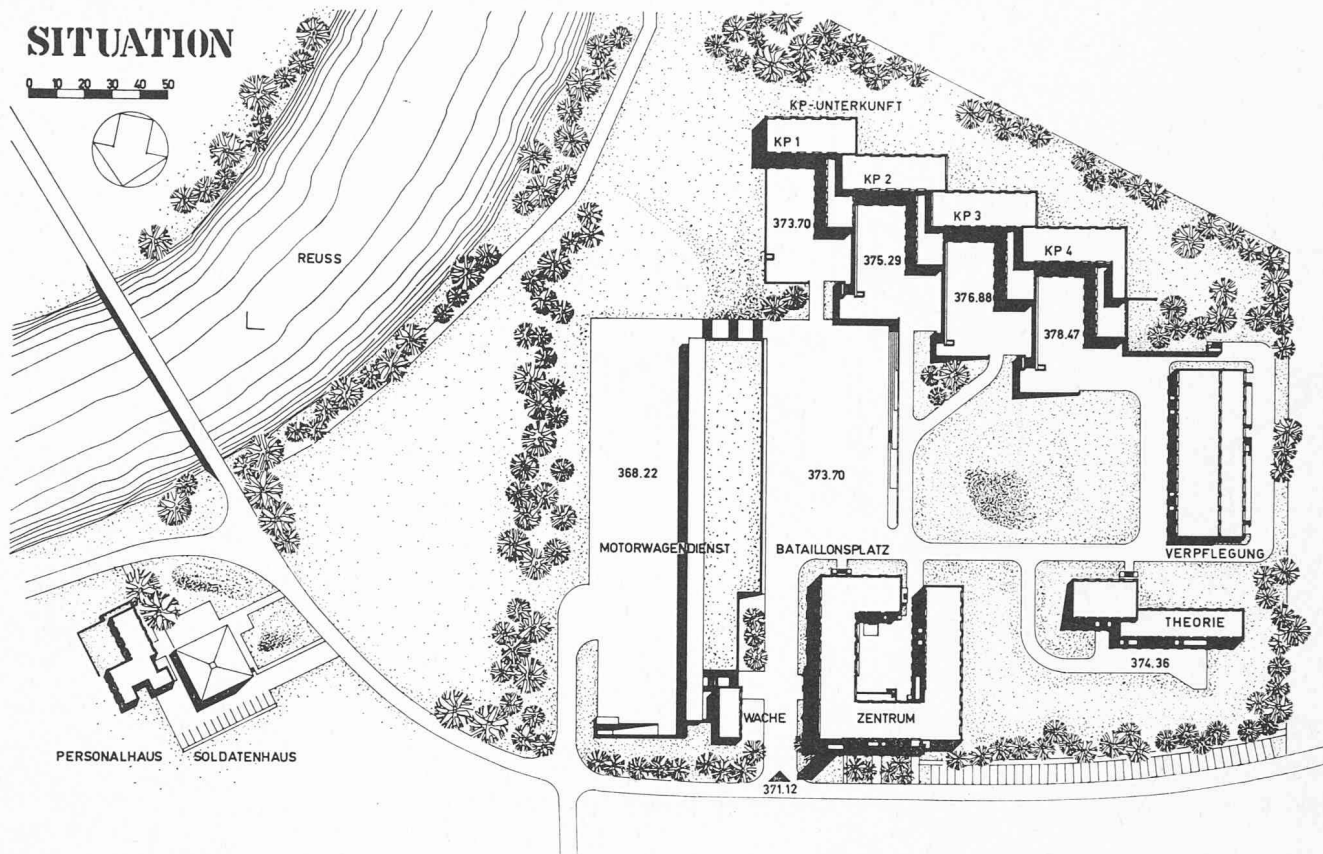 SITUATION
0 10 20 30 40 50
KP-UNTERKUNFT
KP 1
KP 2
KP 3
KP 4
373.70
375.29
376.88
378.47
REUSS
368.22
373.70
MOTORWAGENDIENST
BATAILLONSPLATZ
VERPFLEGUNG
THEORIE
374.36
WACHE
ZENTRUM
PERSONALHAUS
SOLDATENHAUS
371.12